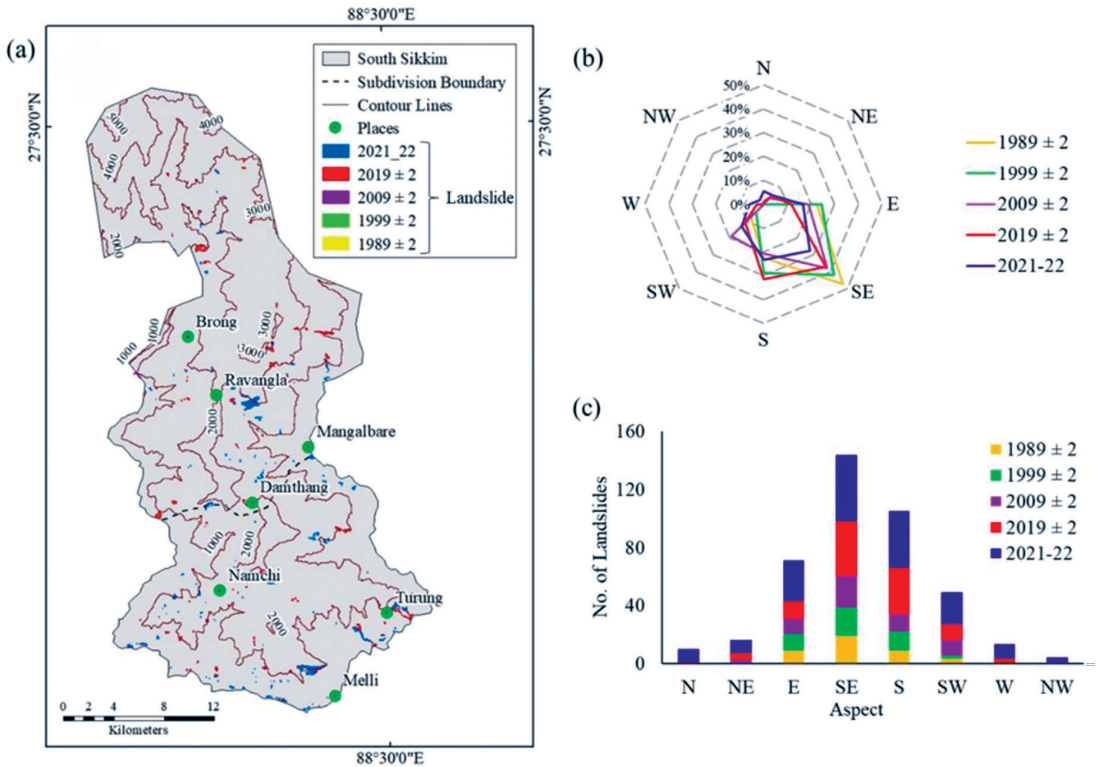 (a)
88°30'0"E
27°30'0"N
27°30'0"N
South Sikkim
Subdivision Boundary
Contour Lines
Places
2021_22
2019 ± 2
2009 ± 2
1999 ± 2
1989 ± 2
Landslide
5000
4000
4000
3000
2000
Brong
1000
1000
3000
3000
Ravangla
2000
Mangalbare
Damthang
1000
2000
Namchi
Turung
2000
Melli
0 2 4 8 12
Kilometers
88°30'0"E
(b)
N
NE
E
SE
S
SW
W
NW
50%
40%
30%
20%
10%
0%
1989 ± 2
1999 ± 2
2009 ± 2
2019 ± 2
2021-22
(c)
No. of Landslides
160
120
80
40
0
N NE E SE S SW W NW
Aspect
1989 ± 2
1999 ± 2
2009 ± 2
2019 ± 2
2021-22